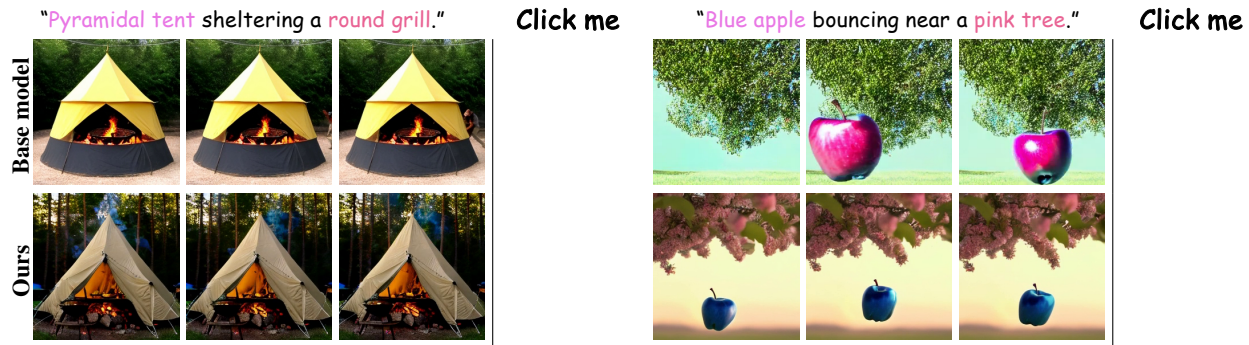 “Pyramidal tent sheltering a round grill.”
Click me
“Blue apple bouncing near a pink tree.”
Click me
Base model
Ours